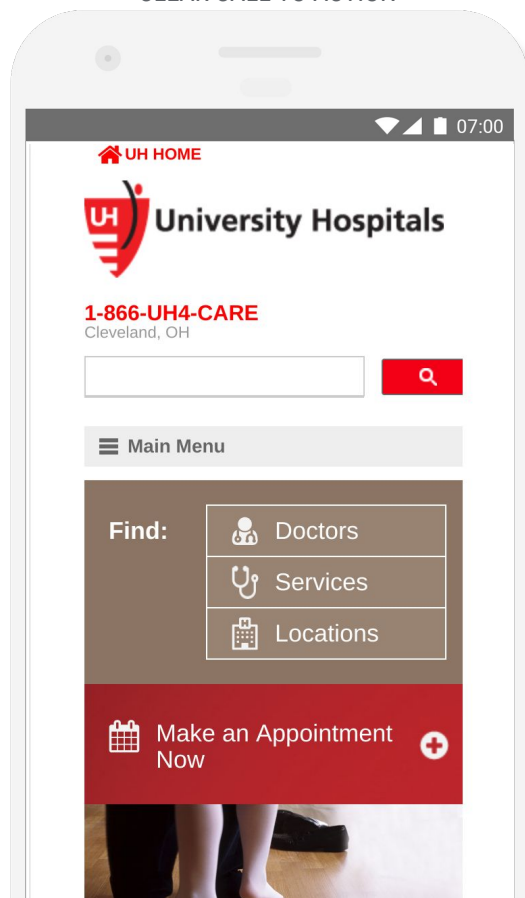 07:00
UH HOME
UH University Hospitals
1-866-UH4-CARE
Cleveland, OH
Main Menu
Find:
Doctors
Services
H
Locations
Make an Appointment
Now